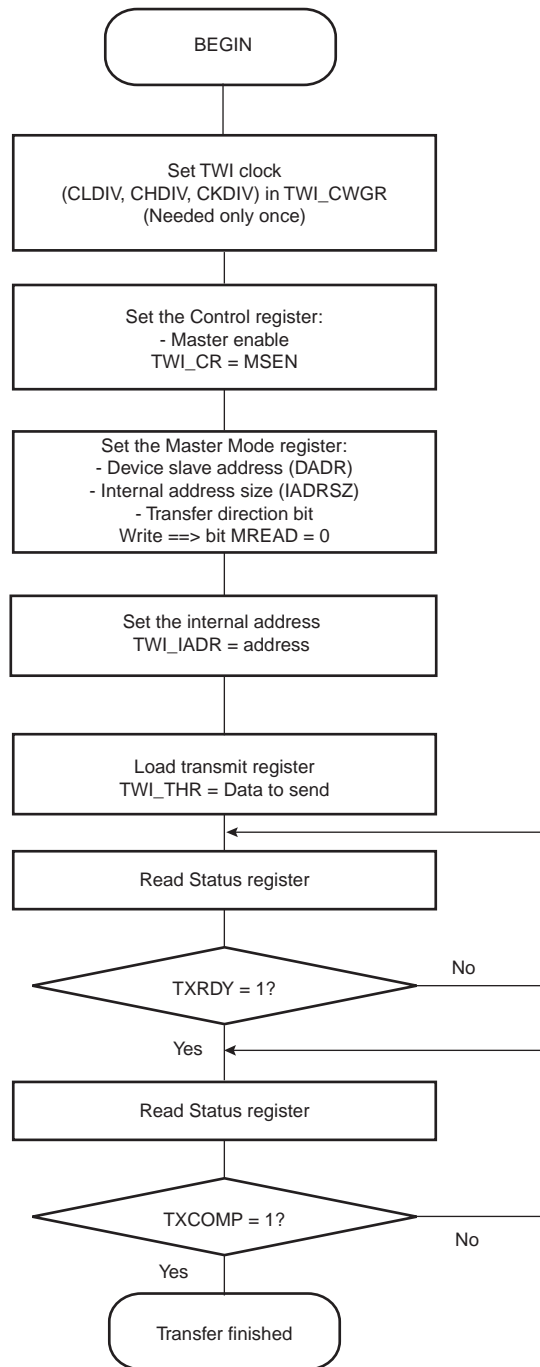 BEGIN
Set TWI clock
(CLDIV, CHDIV, CKDIV) in TWI_CWGR
(Needed only once)
Set the Control register:
- Master enable
TWI_CR = MSEN
Set the Master Mode register:
- Device slave address (DADR)
- Internal address size (IADRSZ)
- Transfer direction bit
Write ==> bit MREAD = 0
Set the internal address
TWI_IADR = address
Load transmit register
TWI_THR = Data to send
Read Status register
TXRDY = 1?
No
Yes
Read Status register
TXCOMP = 1?
No
Yes
Transfer finished